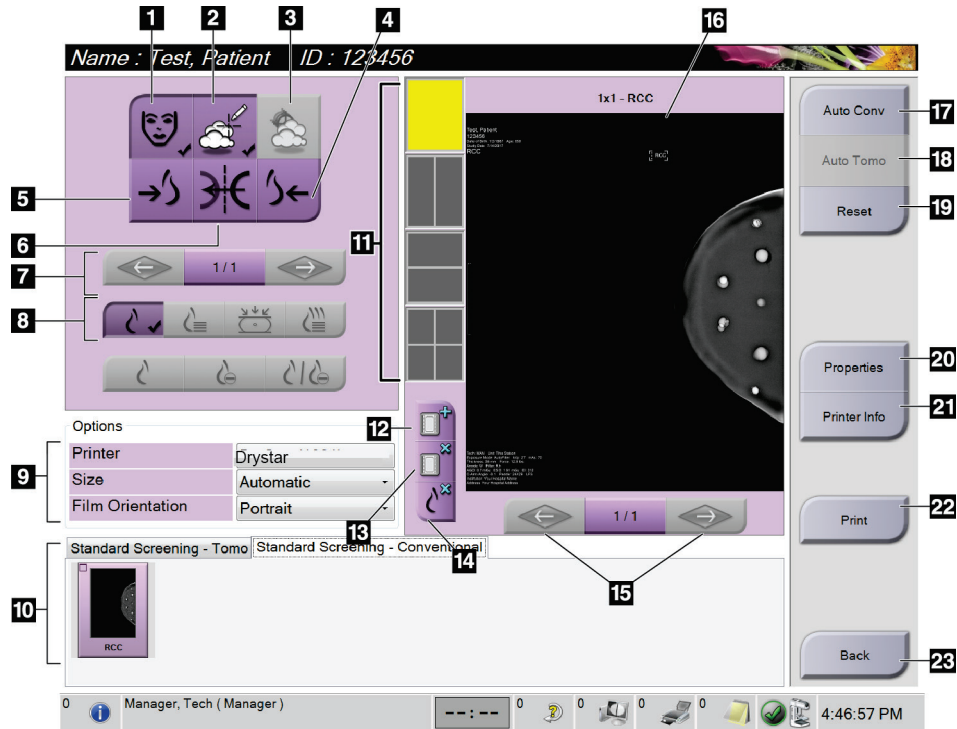 1
2
3
4
16
Name : Test, Patient ID : 123456
1x1 - RCC
Test, Patient
123456
RCC
RCC
Auto Conv
17
Auto Tomo
18
Reset
19
5
6
11
7
1 / 1
8
Properties
20
Printer Info
21
12
Options
9
Printer
Drystar
Size
Automatic
Film Orientation
Portrait
13
14
1 / 1
15
Print
22
10
Standard Screening - Tomo
Standard Screening - Conventional
RCC
Back
23
0
Manager, Tech ( Manager )
--:--
0
0
0
0
4:46:57 PM